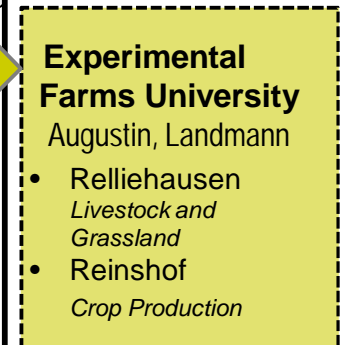 Experimental
Farms University
Augustin, Landmann
• Relliehausen
Livestock and
Grassland
• Reinshof
Crop Production